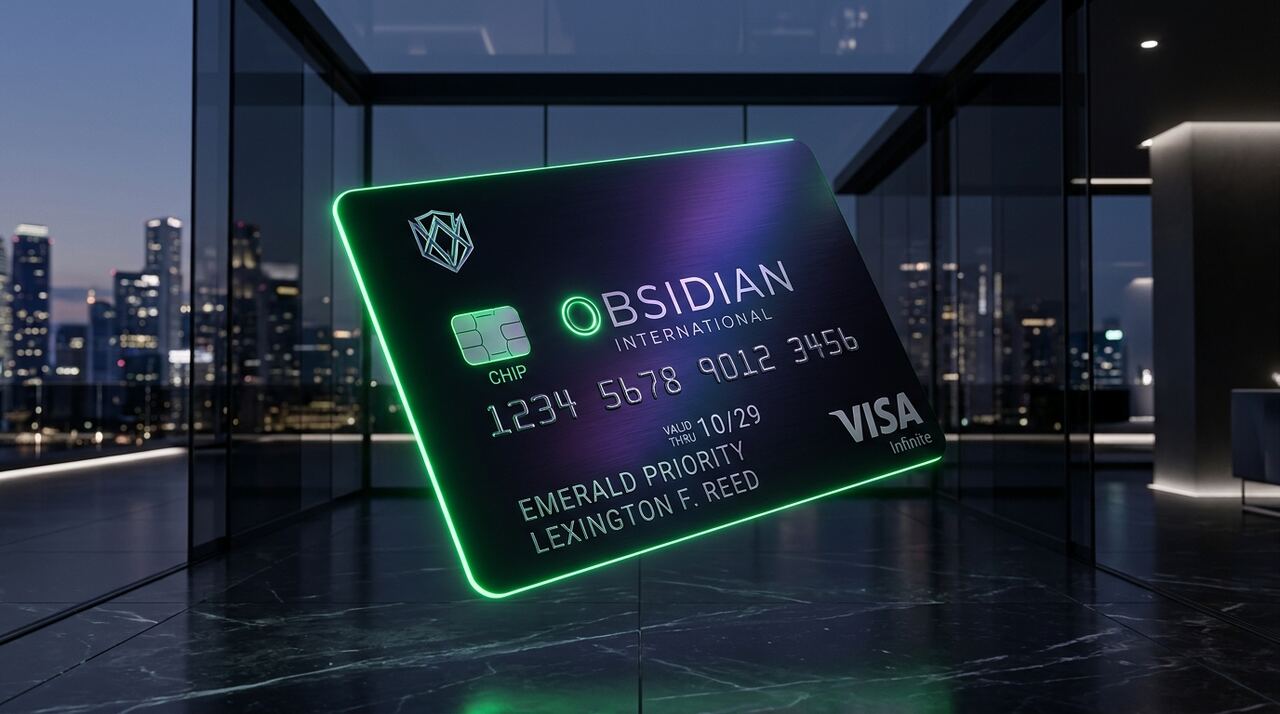 OBSIDIAN
INTERNATIONAL
CHIP
1234 5678 9012 3456
VALID THRU 10/29
VISA
Infinite
EMERALD PRIORITY
LEXINGTON F. REED